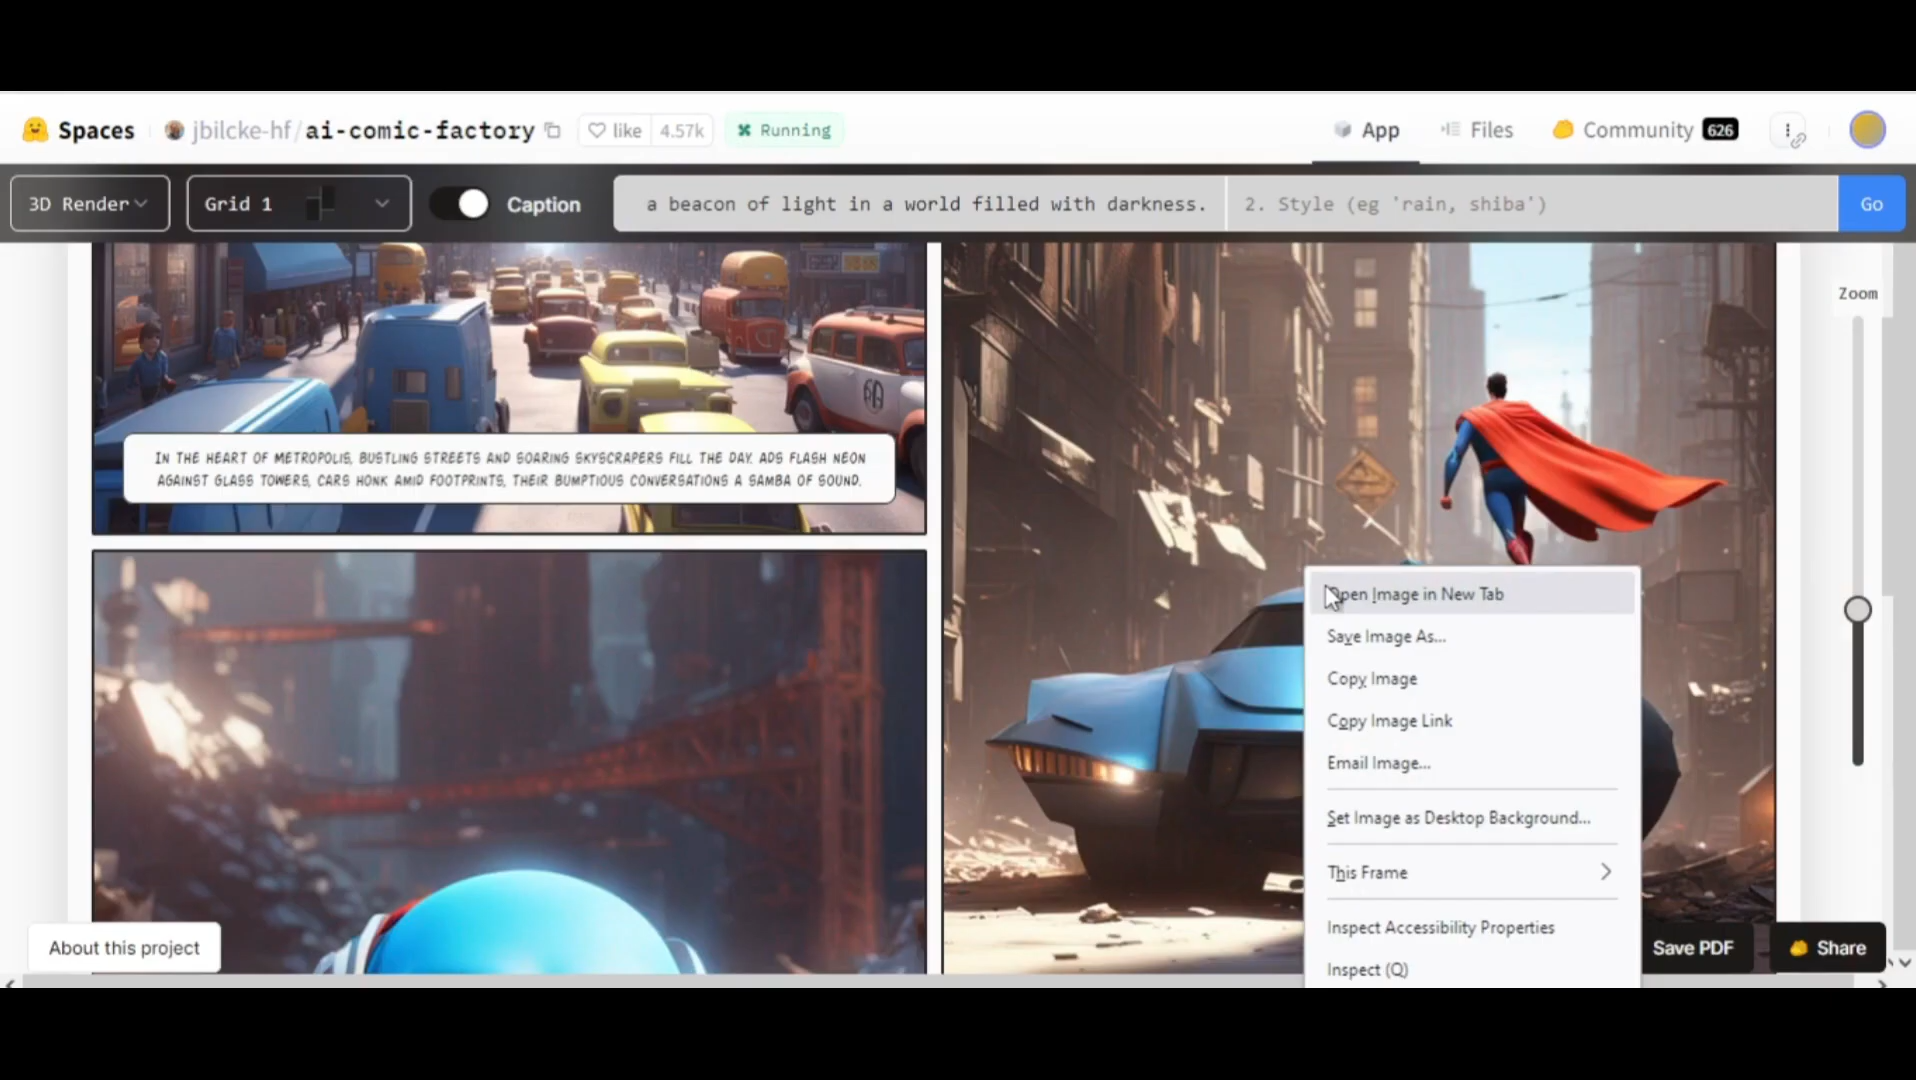 Spaces
jbilcke-hf/ai-comic-factory
like 4.57k
Running
App
Files
Community 626
3D Render
Grid 1
Caption
a beacon of light in a world filled with darkness.
2. Style (eg 'rain, shiba')
Go
Zoom
IN THE HEART OF METROPOLIS, BUSTLING STREETS AND SOARING SKYSCRAPERS FILL THE DAY. ADS FLASH NEON
AGAINST GLASS TOWERS, CARS HONK AMID FOOTPRINTS, THEIR BUMPTIOUS CONVERSATIONS A SAMBA OF SOUND.
Open Image in New Tab
Save Image As...
Copy Image
Copy Image Link
Email Image...
Set Image as Desktop Background...
This Frame
Inspect Accessibility Properties
Inspect (Q)
About this project
Save PDF
Share